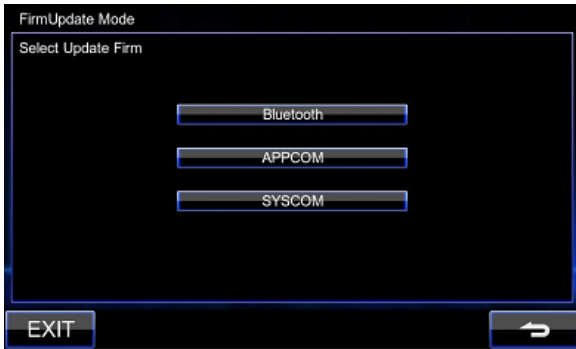 FirmUpdate Mode
Select Update Firm
Bluetooth
APPCOM
SYSCOM
EXIT